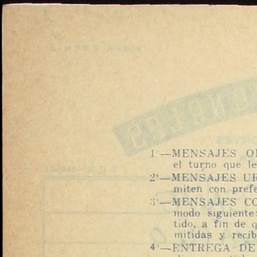 1°—MENSAJES O
el turno que le
2°—MENSAJES UR
miten con prefe
3°—MENSAJES CO
modo siguiente:
tido, a fin de q
mitidas y recib
4°—ENTREGA DE